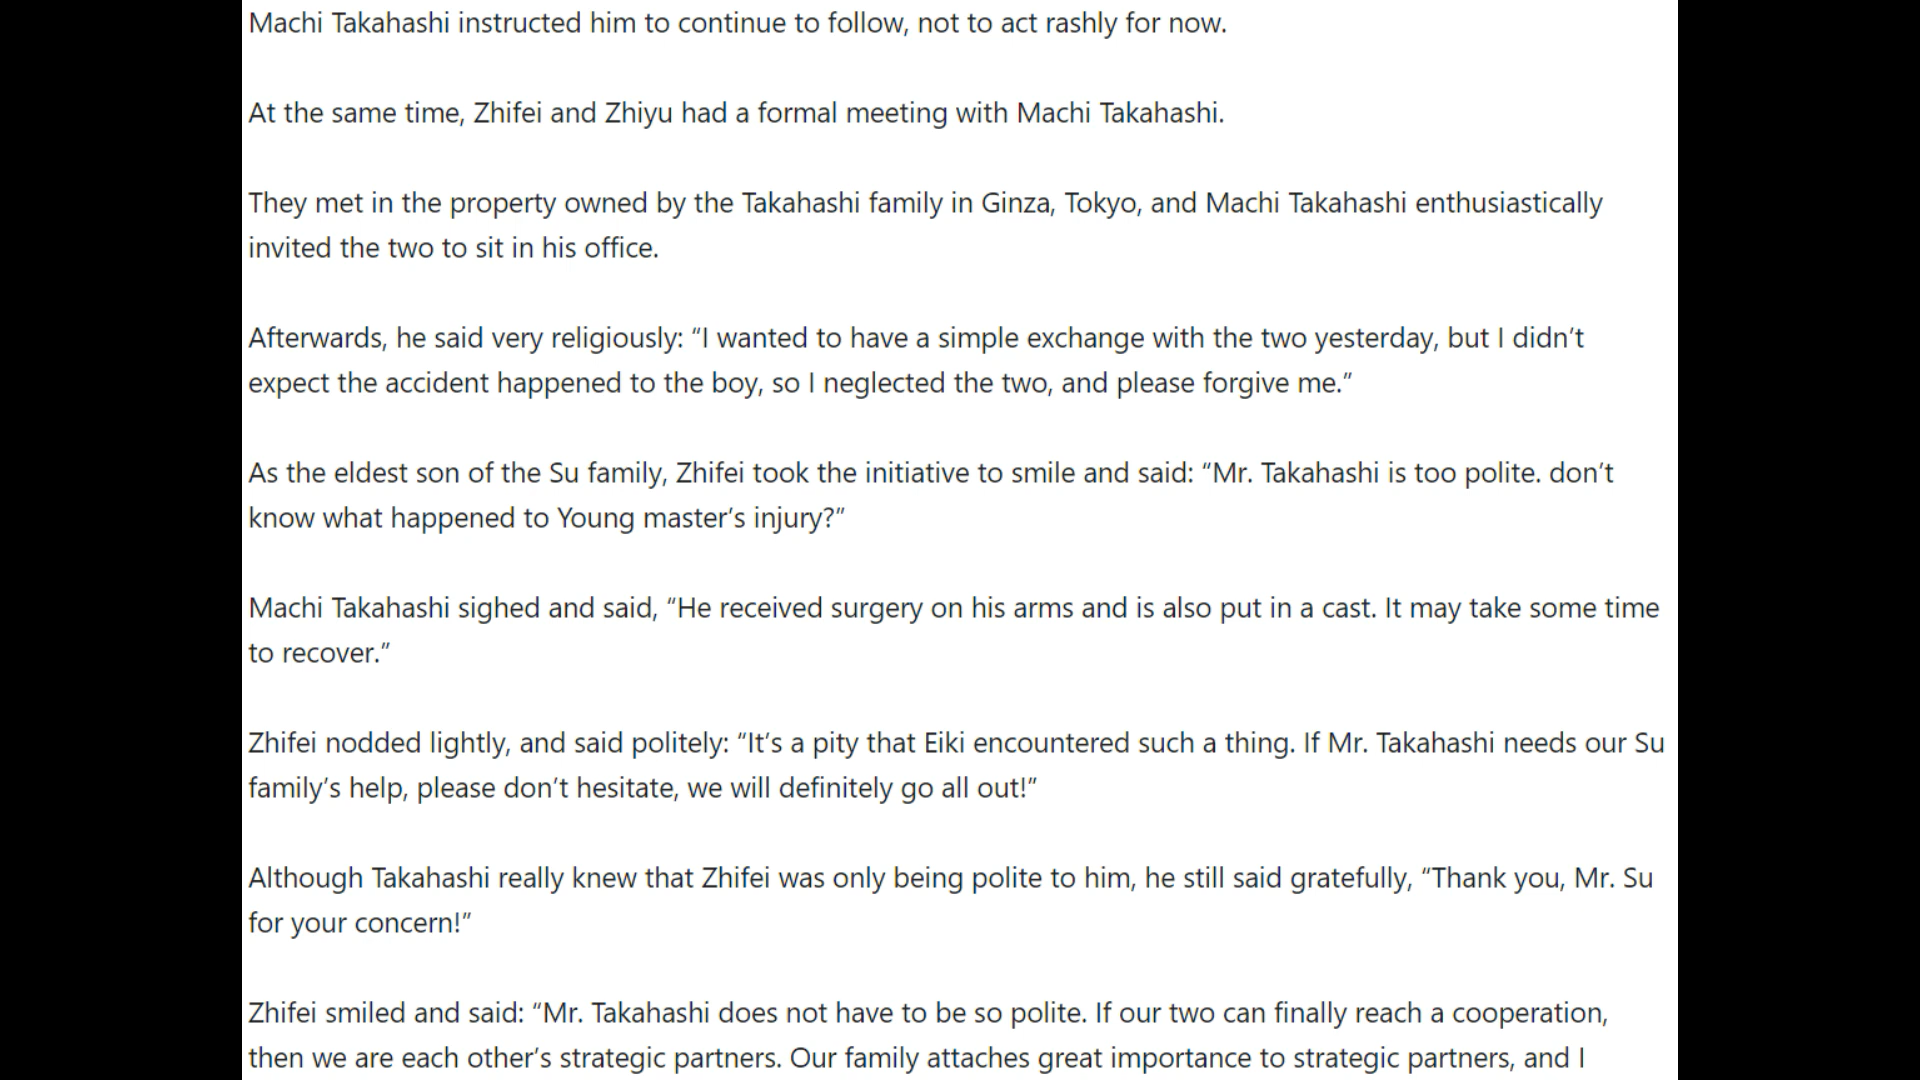 Machi Takahashi instructed him to continue to follow, not to act rashly for now.
At the same time, Zhifei and Zhiyu had a formal meeting with Machi Takahashi.
They met in the property owned by the Takahashi family in Ginza, Tokyo, and Machi Takahashi enthusiastically
invited the two to sit in his office.
Afterwards, he said very religiously: “I wanted to have a simple exchange with the two yesterday, but I didn’t
expect the accident happened to the boy, so I neglected the two, and please forgive me.”
As the eldest son of the Su family, Zhifei took the initiative to smile and said: “Mr. Takahashi is too polite. don’t
know what happened to Young master’s injury?”
Machi Takahashi sighed and said, “He received surgery on his arms and is also put in a cast. It may take some time
to recover.”
Zhifei nodded lightly, and said politely: “It’s a pity that Eiki encountered such a thing. If Mr. Takahashi needs our Su
family’s help, please don’t hesitate, we will definitely go all out!”
Although Takahashi really knew that Zhifei was only being polite to him, he still said gratefully, “Thank you, Mr. Su
for your concern!”
Zhifei smiled and said: “Mr. Takahashi does not have to be so polite. If our two can finally reach a cooperation,
then we are each other’s strategic partners. Our family attaches great importance to strategic partners, and I